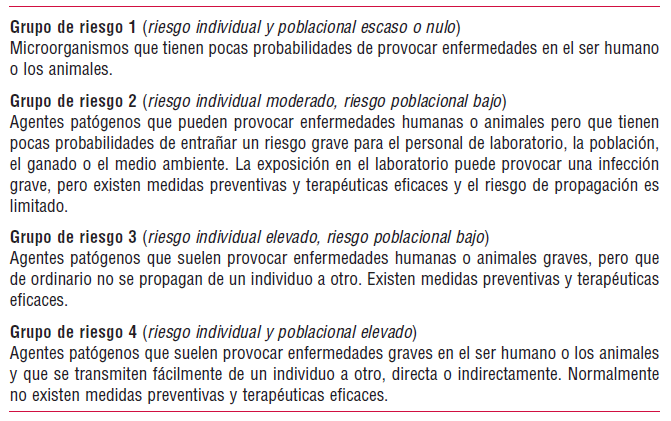 Grupo de riesgo 1 (riesgo individual y poblacional escaso o nulo)
Microorganismos que tienen pocas probabilidades de provocar enfermedades en el ser humano
o los animales.
Grupo de riesgo 2 (riesgo individual moderado, riesgo poblacional bajo)
Agentes patógenos que pueden provocar enfermedades humanas o animales pero que tienen
pocas probabilidades de entrañar un riesgo grave para el personal de laboratorio, la población,
el ganado o el medio ambiente. La exposición en el laboratorio puede provocar una infección
grave, pero existen medidas preventivas y terapéuticas eficaces y el riesgo de propagación es
limitado.
Grupo de riesgo 3 (riesgo individual elevado, riesgo poblacional bajo)
Agentes patógenos que suelen provocar enfermedades humanas o animales graves, pero que
de ordinario no se propagan de un individuo a otro. Existen medidas preventivas y terapéuticas
eficaces.
Grupo de riesgo 4 (riesgo individual y poblacional elevado)
Agentes patógenos que suelen provocar enfermedades graves en el ser humano o los animales
y que se transmiten fácilmente de un individuo a otro, directa o indirectamente. Normalmente
no existen medidas preventivas y terapéuticas eficaces.